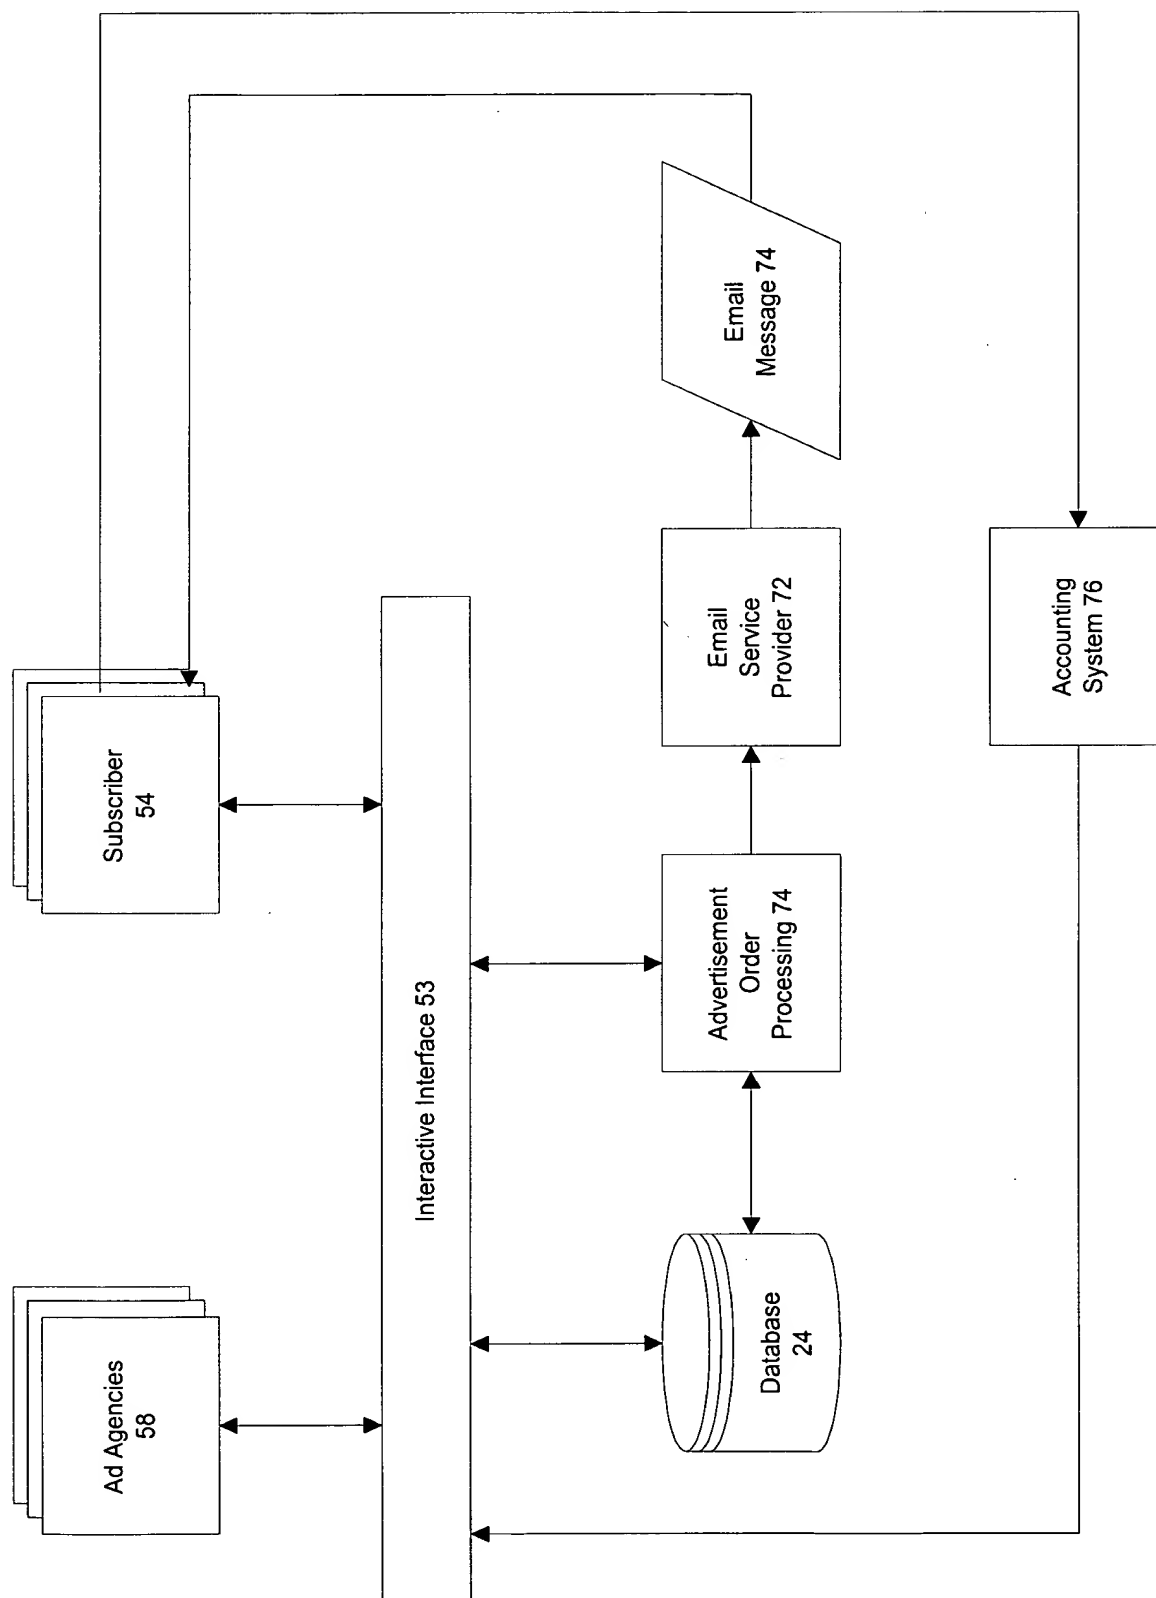 Ad Agencies
58
Subscriber
54
Interactive Interface 53
Database
24
Advertisement
Order
Processing 74
Email
Service
Provider 72
Email
Message 74
Accounting
System 76